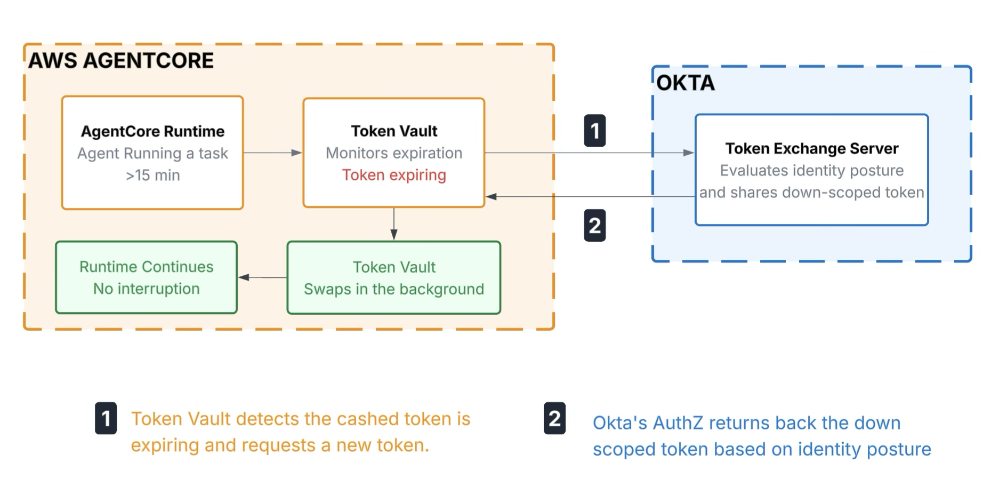 AWS AGENTCORE
AgentCore Runtime
Agent Running a task
>15 min
Token Vault
Monitors expiration
Token expiring
Runtime Continues
No interruption
Token Vault
Swaps in the background
1
2
OKTA
Token Exchange Server
Evaluates identity posture
and shares down-scoped token
1
Token Vault detects the cashed token is
expiring and requests a new token.
2
Okta's AuthZ returns back the down
scoped token based on identity posture